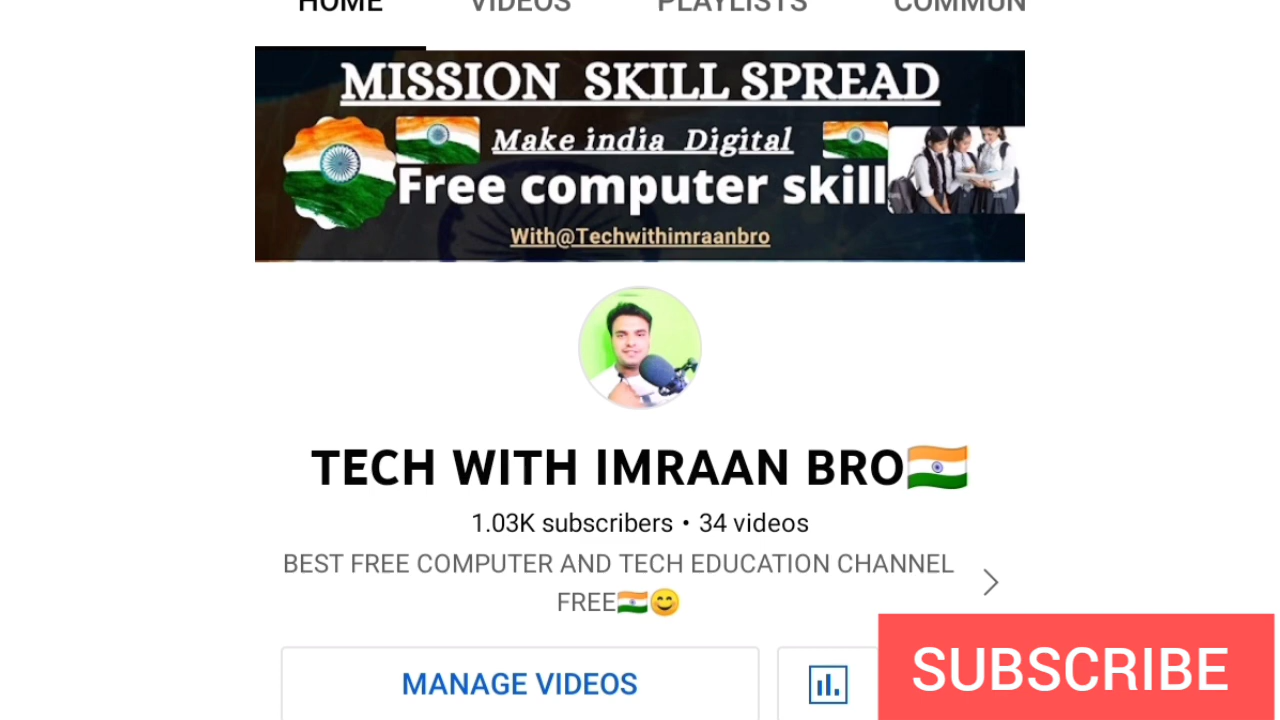 HOME VIDEOS PLAYLISTS COMMUN
MISSION SKILL SPREAD
Make india Digital
Free computer skill
With@Techwithimraanbro
TECH WITH IMRAAN BRO🇮🇳
1.03K subscribers • 34 videos
BEST FREE COMPUTER AND TECH EDUCATION CHANNEL
FREE🇮🇳😊
MANAGE VIDEOS
SUBSCRIBE